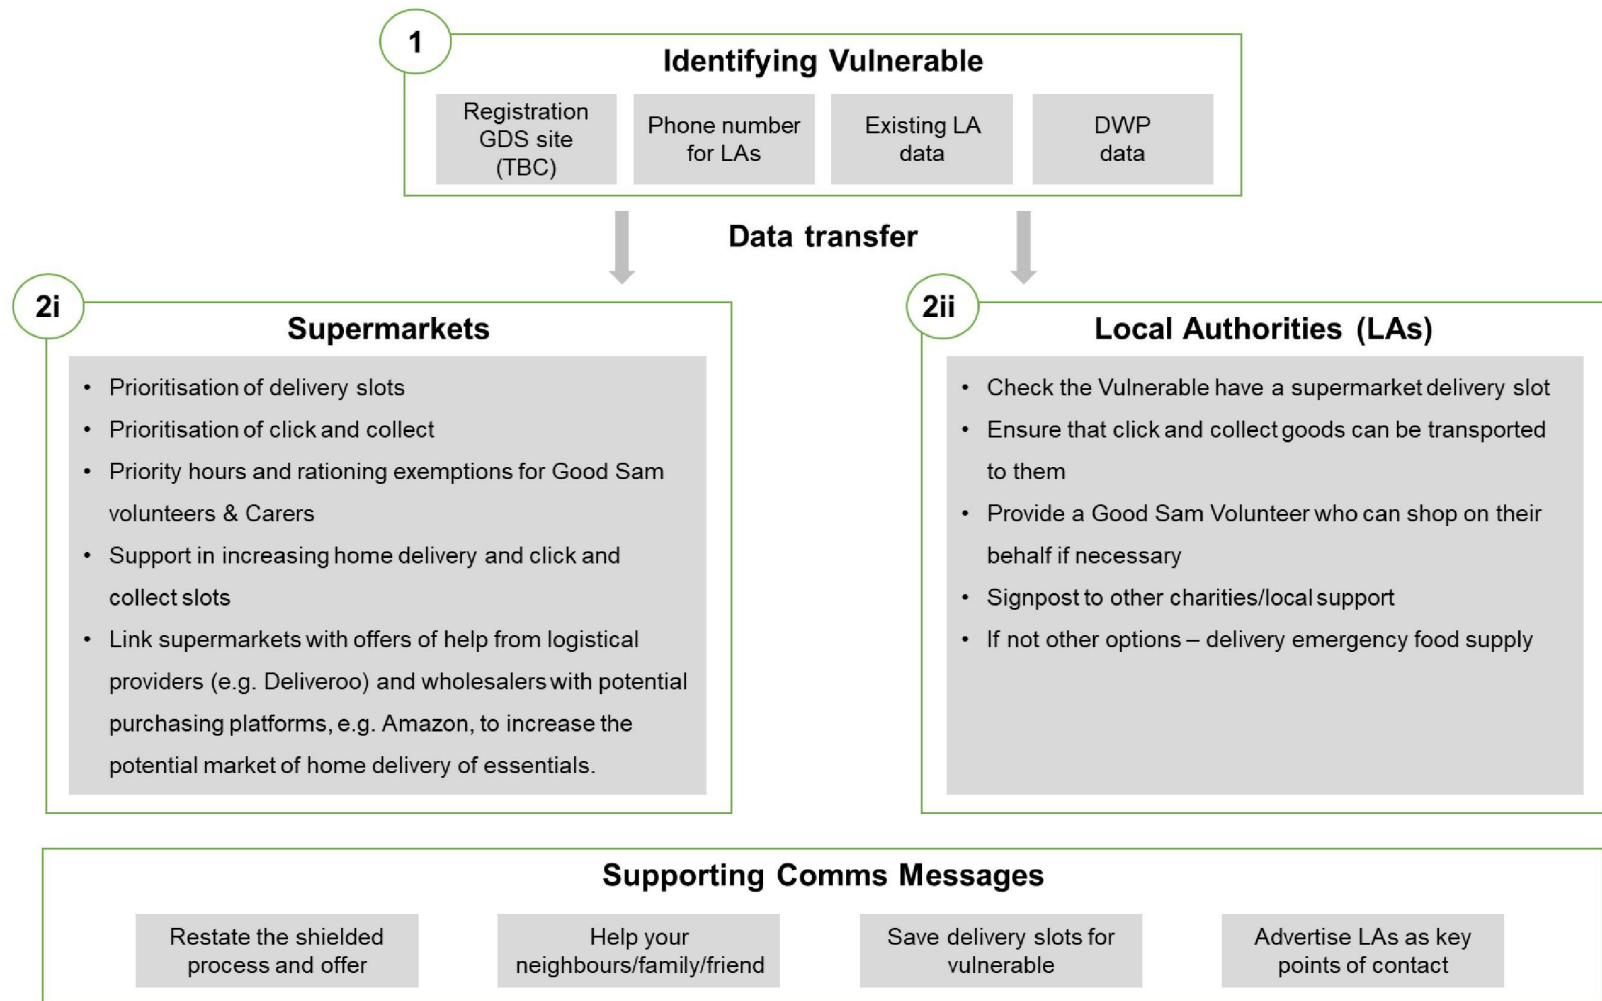 1
Identifying Vulnerable
Registration
GDS site
(TBC)
Phone number
for LAs
Existing LA
data
DWP
data
Data transfer
2i
Supermarkets
• Prioritisation of delivery slots
• Prioritisation of click and collect
• Priority hours and rationing exemptions for Good Sam
volunteers & Carers
• Support in increasing home delivery and click and
collect slots
• Link supermarkets with offers of help from logistical
providers (e.g. Deliveroo) and wholesalers with potential
purchasing platforms, e.g. Amazon, to increase the
potential market of home delivery of essentials.
2ii
Local Authorities (LAs)
• Check the Vulnerable have a supermarket delivery slot
• Ensure that click and collect goods can be transported
to them
• Provide a Good Sam Volunteer who can shop on their
behalf if necessary
• Signpost to other charities/local support
• If not other options – delivery emergency food supply
Supporting Comms Messages
Restate the shielded
process and offer
Help your
neighbours/family/friend
Save delivery slots for
vulnerable
Advertise LAs as key
points of contact